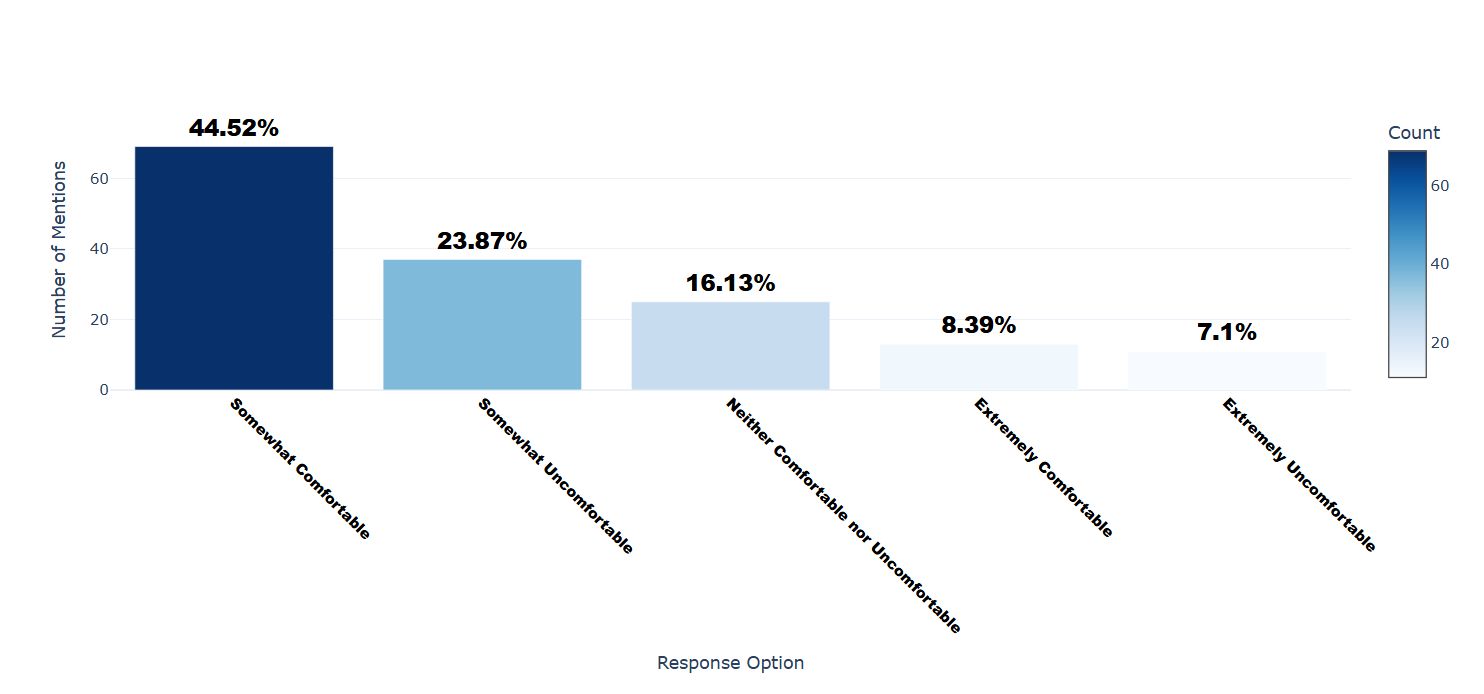 44.52%
23.87%
16.13%
8.39%
7.1%
Number of Mentions
60
40
20
0
Somewhat Comfortable
Somewhat Uncomfortable
Neither Comfortable nor Uncomfortable
Extremely Comfortable
Extremely Uncomfortable
Response Option
Count
60
40
20